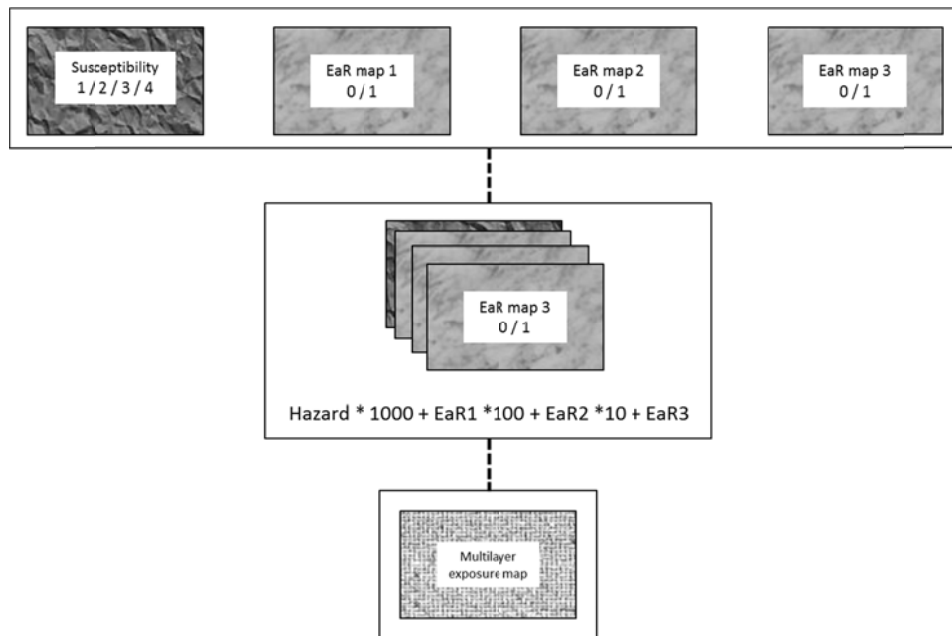 Susceptibility
1 / 2 / 3 / 4
EaR map 1
0 / 1
EaR map 2
0 / 1
EaR map 3
0 / 1
EaR map 3
0 / 1
Hazard * 1000 + EaR1 *100 + EaR2 *10 + EaR3
Multilayer
exposure map